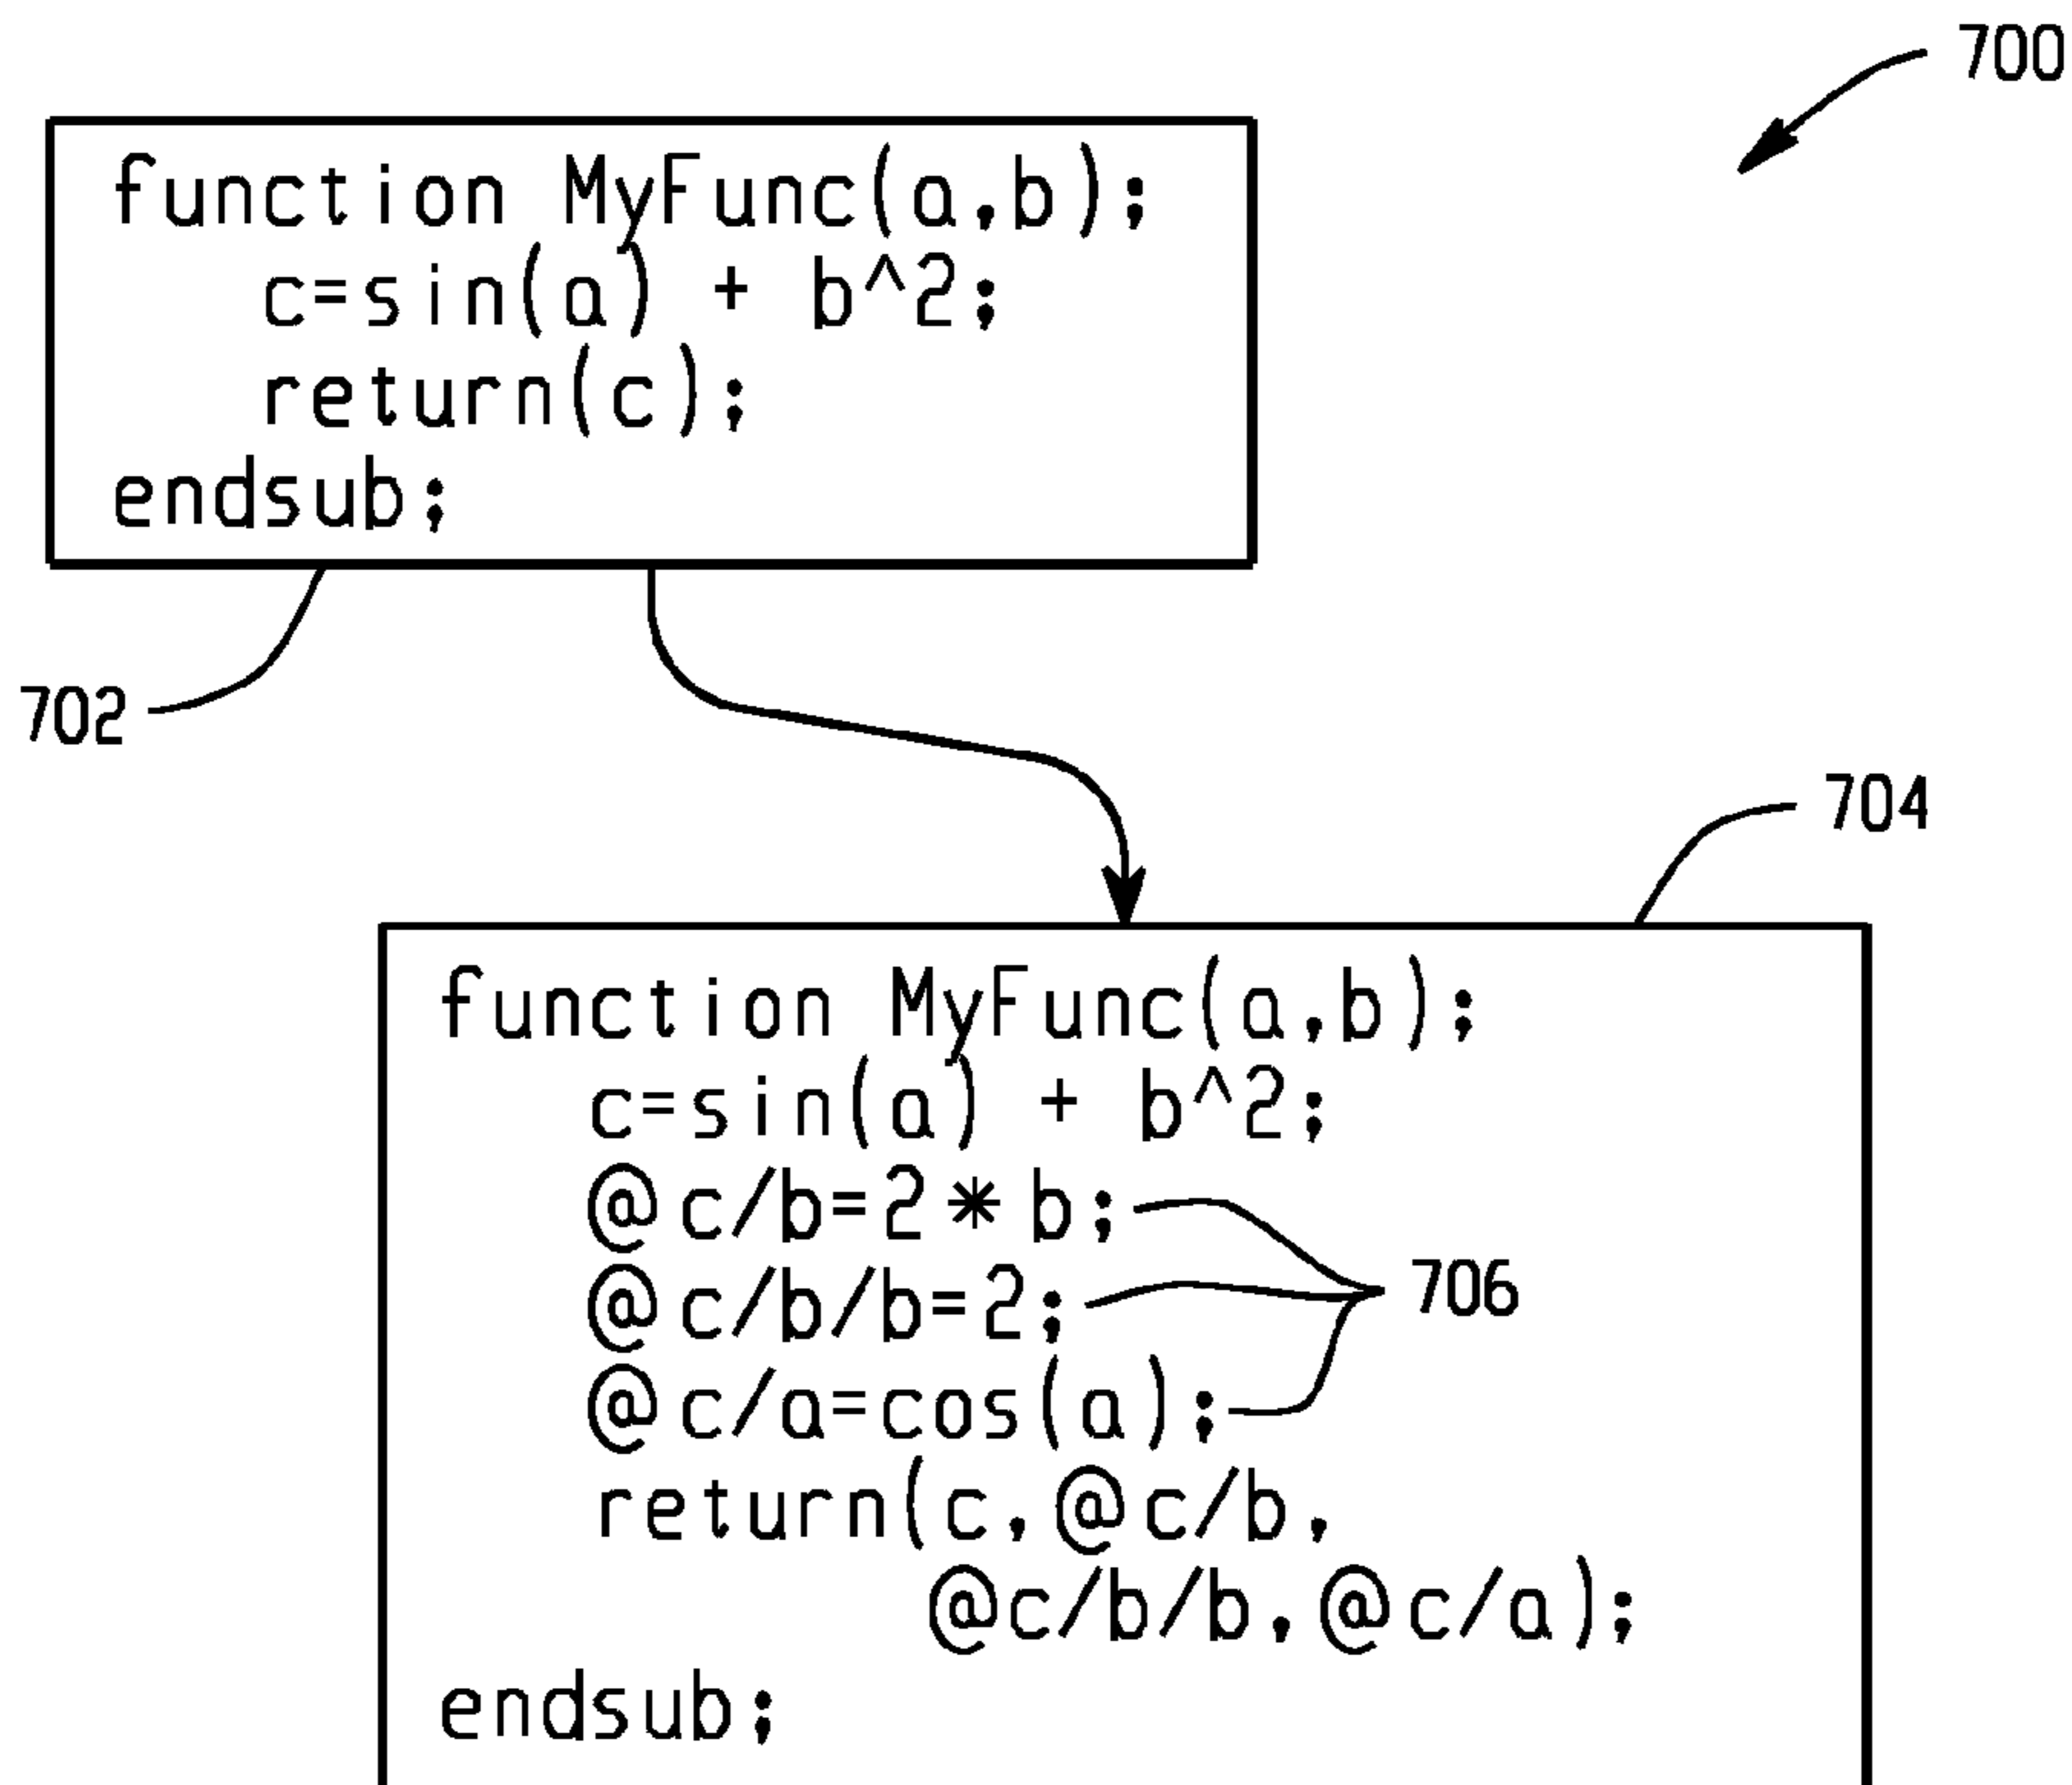 700
function MyFunc(a,b);
c=sin(a) + b^2;
return(c);
endsub;
702
704
function MyFunc(a,b);
c=sin(a) + b^2;
@c/b=2*b;
@c/b/b=2;
706
@c/a=cos(a);
return(c,@c/b,
@c/b/b,@c/a);
endsub;